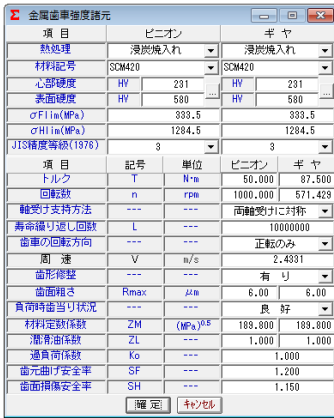 Σ 金属歯車強度諸元
項 目 ピニオン ギ ヤ
熱処理 浸炭焼入れ 浸炭焼入れ
材料記号 SCM420 SCM420
心部硬度 HV 231 ... HV 231 ...
表面硬度 HV 580 HV 580
σFlim(MPa) 333.5 333.5
σHlim(MPa) 1284.5 1284.5
JIS精度等級(1976) 3 3
項 目 記号 単位 ピニオン ギ ヤ
トルク T N・m 50.000 87.500
回転数 n rpm 1000.000 571.429
軸受け支持方法 --- --- 両軸受けに対称
寿命繰り返し回数 L --- 10000000
歯車の回転方向 --- --- 正転のみ
周 速 V m/s 2.4331
歯形修整 --- --- 有 り
歯面粗さ Rmax μm 6.00 6.00
負荷時歯当り状況 --- --- 良 好
材料定数係数 ZM (MPa)0.5 189.800 189.800
潤滑油係数 ZL --- 1.000 1.000
過負荷係数 Ko --- 1.000
歯元曲げ安全率 SF --- 1.200
歯面損傷安全率 SH --- 1.150
確 定 キャンセル